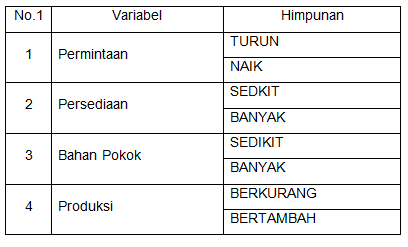 No.1 Variabel Himpunan
1 Permintaan TURUN
NAIK
2 Persediaan SEDKIT
BANYAK
3 Bahan Pokok SEDIKIT
BANYAK
4 Produksi BERKURANG
BERTAMBAH